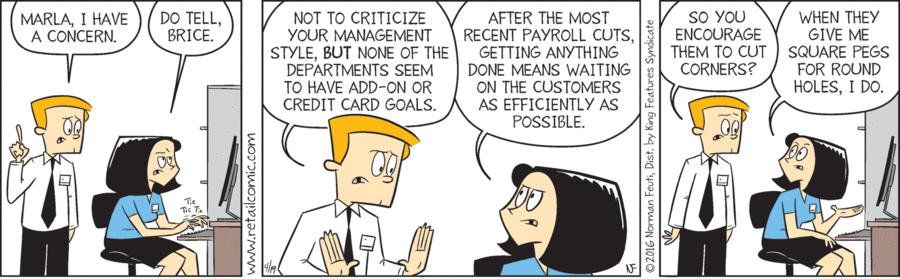 MARLA, I HAVE
A CONCERN.
DO TELL,
BRICE.
TIC
TIC TIC
www.retailcomic.com
NOT TO CRITICIZE
YOUR MANAGEMENT
STYLE, BUT NONE OF THE
DEPARTMENTS SEEM
TO HAVE ADD-ON OR
CREDIT CARD GOALS.
AFTER THE MOST
RECENT PAYROLL CUTS,
GETTING ANYTHING
DONE MEANS WAITING
ON THE CUSTOMERS
AS EFFICIENTLY AS
POSSIBLE.
4/19
NF
©2016 Norman Feuti, Dist. by King Features Syndicate
SO YOU
ENCOURAGE
THEM TO CUT
CORNERS?
WHEN THEY
GIVE ME
SQUARE PEGS
FOR ROUND
HOLES, I DO.